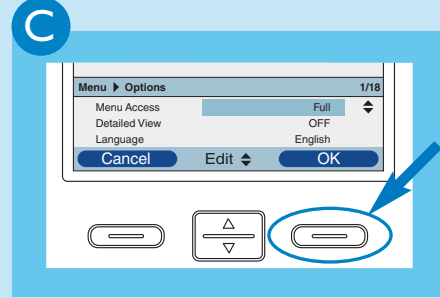 C
Menu ▶ Options 1/18
Menu Access Full
Detailed View OFF
Language English
Cancel Edit OK